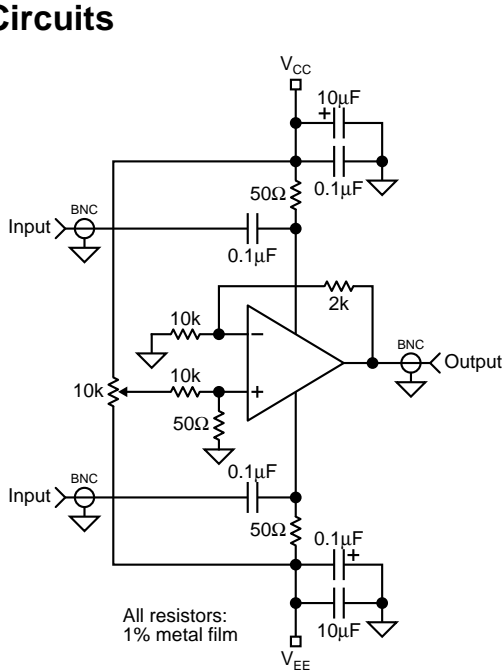 Circuits
V_CC
10µF
+
0.1µF
50Ω
BNC
Input
0.1µF
2k
10k
−
BNC
Output
10k
10k
+
50Ω
0.1µF
BNC
Input
50Ω
0.1µF
+
10µF
All resistors:
1% metal film
V_EE